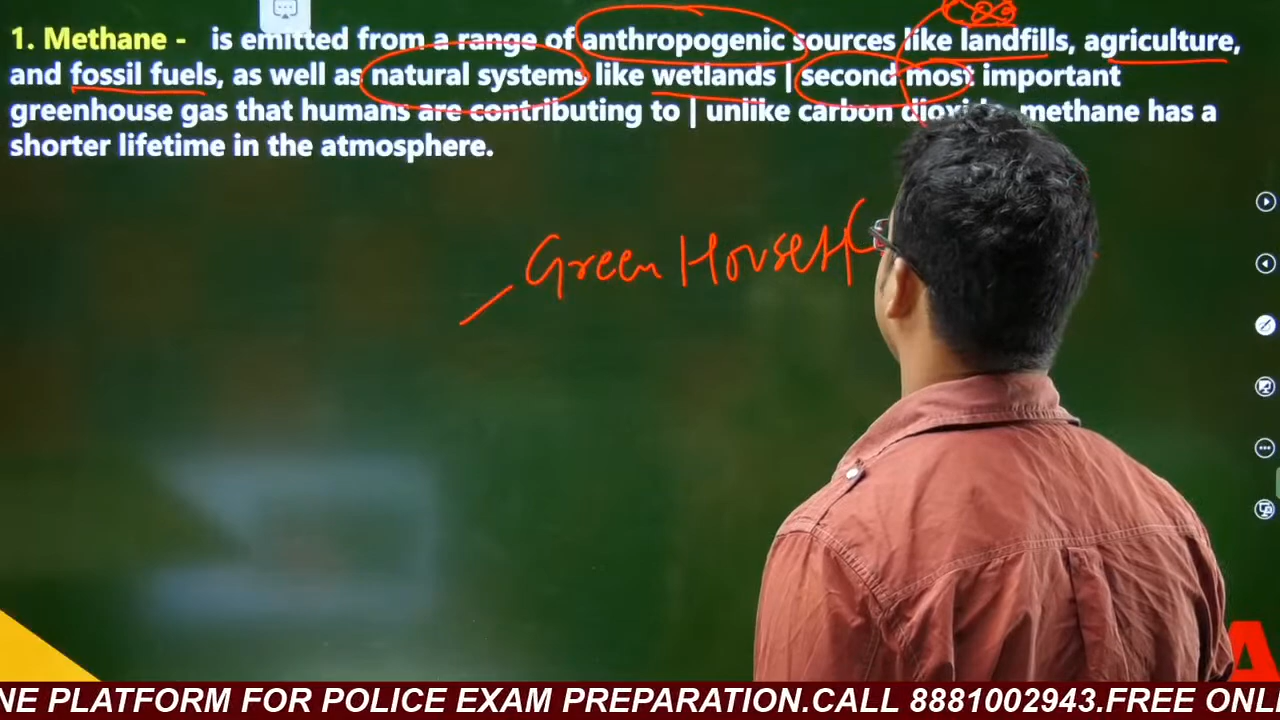 1. Methane - is emitted from a range of anthropogenic sources like landfills, agriculture,
and fossil fuels, as well as natural systems like wetlands | second most important
greenhouse gas that humans are contributing to | unlike carbon methane has a
shorter lifetime in the atmosphere.
Green House
NE PLATFORM FOR POLICE EXAM PREPARATION.CALL 8881002943.FREE ONL